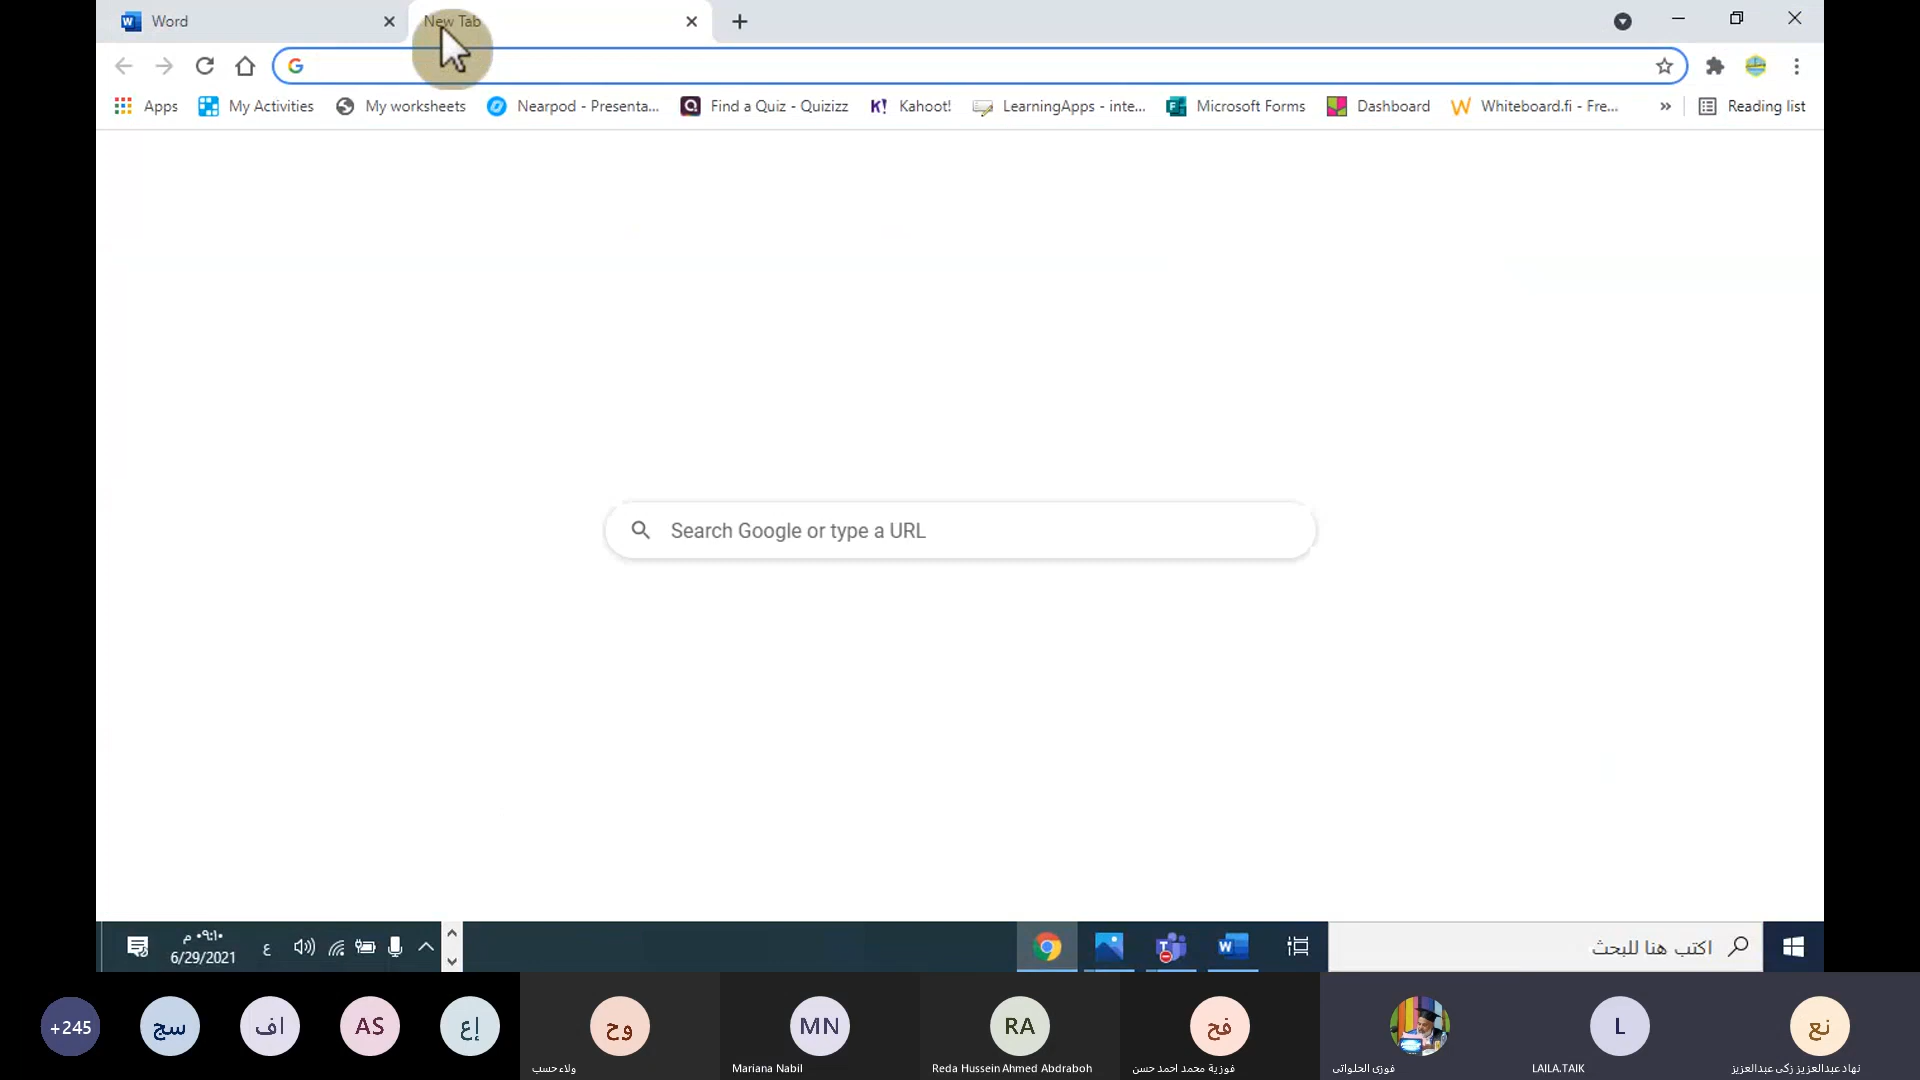 Word
New Tab
Apps
My Activities
My worksheets
Nearpod - Presenta...
Find a Quiz - Quizizz
K!
Kahoot!
LearningApps - inte...
Microsoft Forms
Dashboard
Whiteboard.fi - Fre...
»
Reading list
Search Google or type a URL
٠٩:١٠ م
6/29/2021
ع
اكتب هنا للبحث
+245
سج
اف
AS
إع
وح
MN
RA
فح
L
نع
ولاء حسب
Mariana Nabil
Reda Hussein Ahmed Abdraboh
فوزية محمد احمد حسن
فوزى الحلوانى
LAILA.TAIK
نهاد عبدالعزيز زكى عبدالعزيز